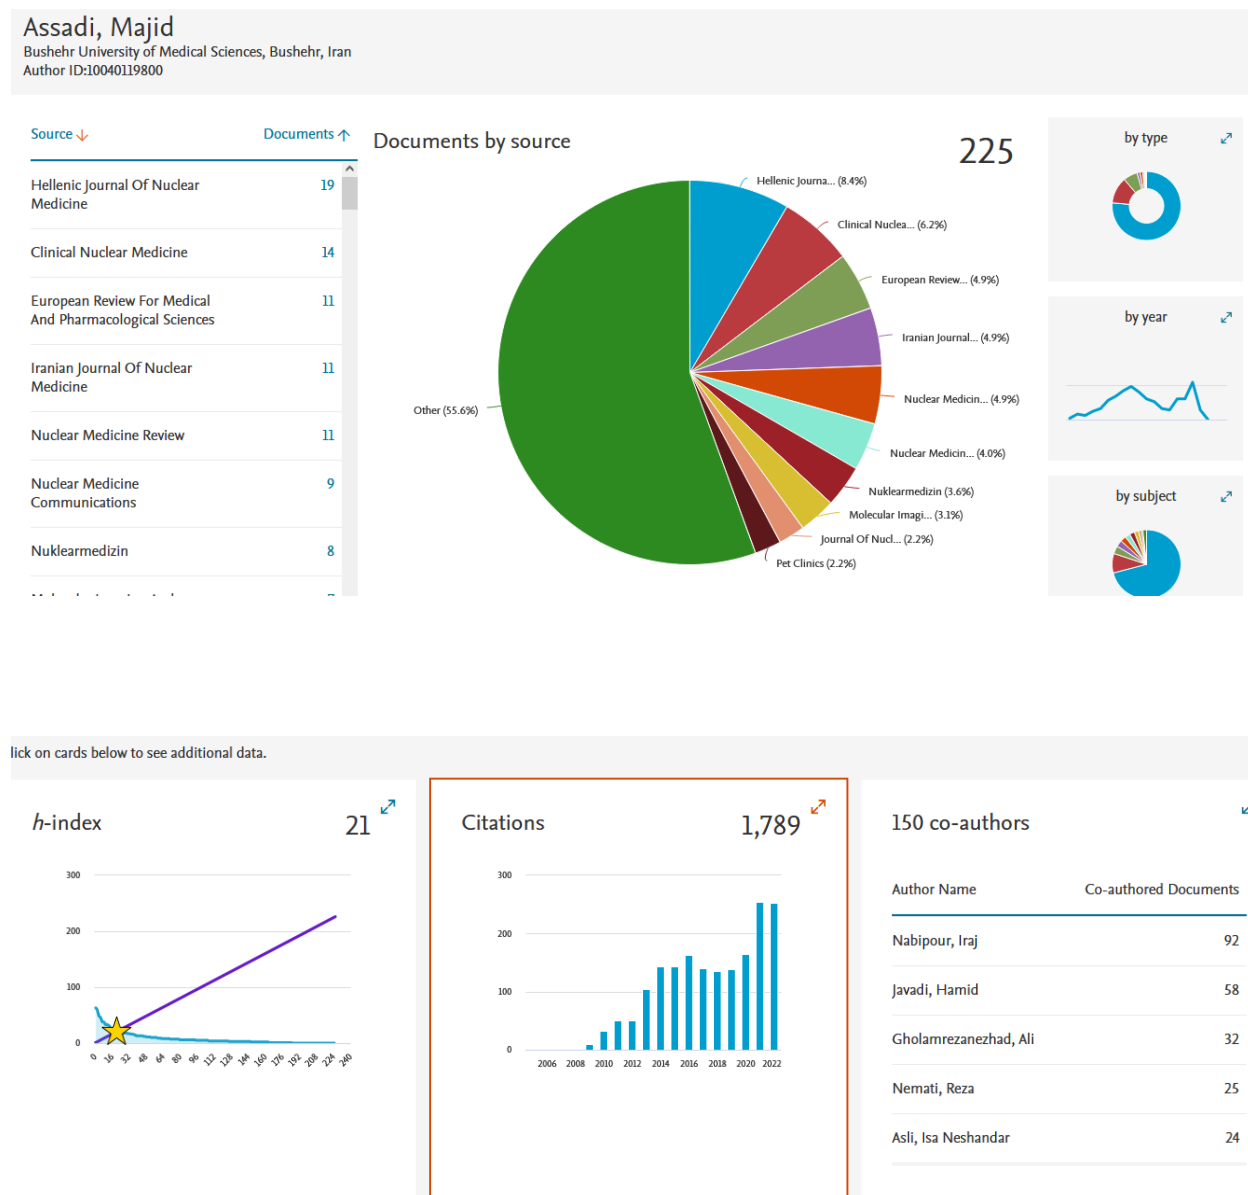 Assadi, Majid
Bushehr University of Medical Sciences, Bushehr, Iran
Author ID:10040119800
Source Documents
Hellenic Journal Of Nuclear
Medicine
19
Clinical Nuclear Medicine 14
European Review For Medical
And Pharmacological Sciences
11
Iranian Journal Of Nuclear
Medicine
11
Nuclear Medicine Review 11
Nuclear Medicine
Communications
9
Nuklearmedizin 8
Documents by source
225
Hellenic Journa... (8.4%)
Clinical Nuclea... (6.2%)
European Review... (4.9%)
Iranian Journal... (4.9%)
Nuclear Medicin... (4.9%)
Nuclear Medicin... (4.0%)
Nuklearmedizin (3.6%)
Molecular Imagi... (3.1%)
Journal Of Nucl... (2.2%)
Pet Clinics (2.2%)
Other (55.6%)
by type
by year
by subject
lick on cards below to see additional data.
h-index 21
300
200
100
0
0 16 32 48 64 80 96 112 128 144 160 176 192 208 224 240
Citations 1,789
300
200
100
0
2006 2008 2010 2012 2014 2016 2018 2020 2022
150 co-authors
Author Name Co-authored Documents
Nabipour, Iraj 92
Javadi, Hamid 58
Gholamrezanezhad, Ali 32
Nemati, Reza 25
Asli, Isa Neshandar 24